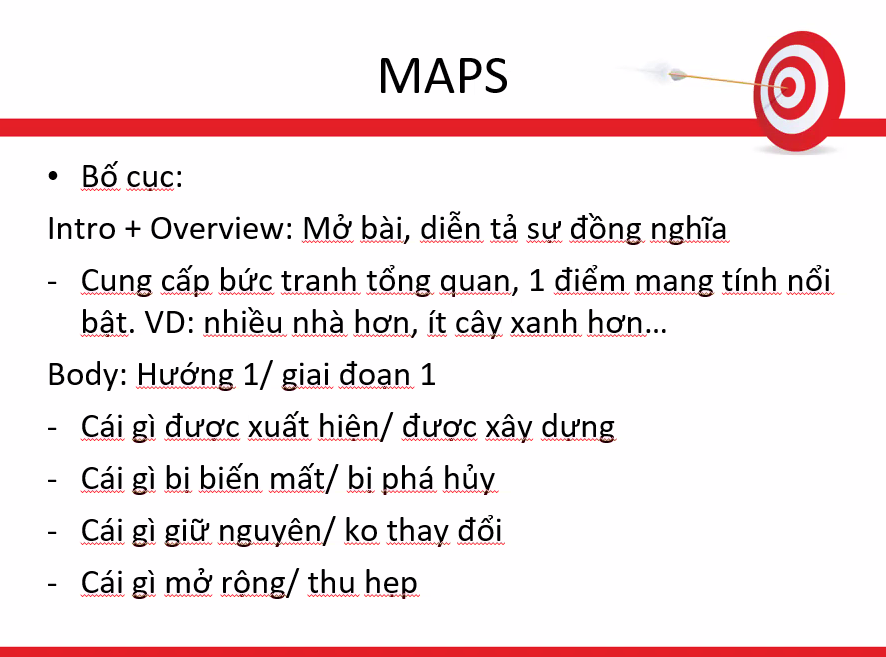 MAPS
• Bố cục:
Intro + Overview: Mở bài, diễn tả sự đồng nghĩa
- Cung cấp bức tranh tổng quan, 1 điểm mang tính nổi
bật. VD: nhiều nhà hơn, ít cây xanh hơn…
Body: Hướng 1/ giai đoạn 1
- Cái gì được xuất hiện/ được xây dựng
- Cái gì bị biến mất/ bị phá hủy
- Cái gì giữ nguyên/ ko thay đổi
- Cái gì mở rộng/ thu hẹp